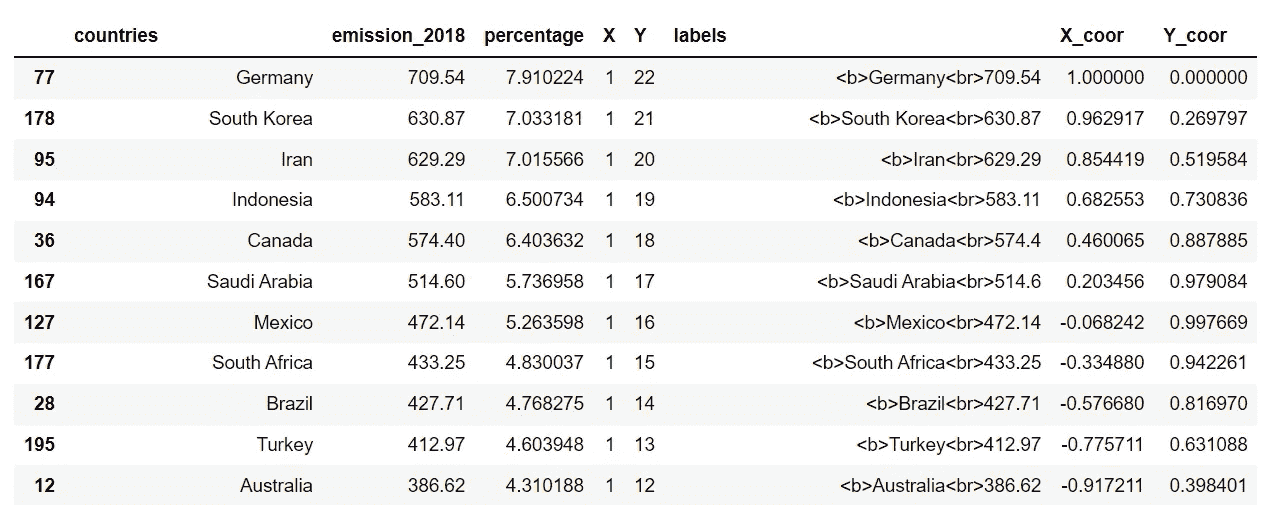 countries emission_2018 percentage X Y labels X_coor Y_coor
77 Germany 709.54 7.910224 1 22 <b>Germany<br>709.54 1.000000 0.000000
178 South Korea 630.87 7.033181 1 21 <b>South Korea<br>630.87 0.962917 0.269797
95 Iran 629.29 7.015566 1 20 <b>Iran<br>629.29 0.854419 0.519584
94 Indonesia 583.11 6.500734 1 19 <b>Indonesia<br>583.11 0.682553 0.730836
36 Canada 574.40 6.403632 1 18 <b>Canada<br>574.4 0.460065 0.887885
167 Saudi Arabia 514.60 5.736958 1 17 <b>Saudi Arabia<br>514.6 0.203456 0.979084
127 Mexico 472.14 5.263598 1 16 <b>Mexico<br>472.14 -0.068242 0.997669
177 South Africa 433.25 4.830037 1 15 <b>South Africa<br>433.25 -0.334880 0.942261
28 Brazil 427.71 4.768275 1 14 <b>Brazil<br>427.71 -0.576680 0.816970
195 Turkey 412.97 4.603948 1 13 <b>Turkey<br>412.97 -0.775711 0.631088
12 Australia 386.62 4.310188 1 12 <b>Australia<br>386.62 -0.917211 0.398401